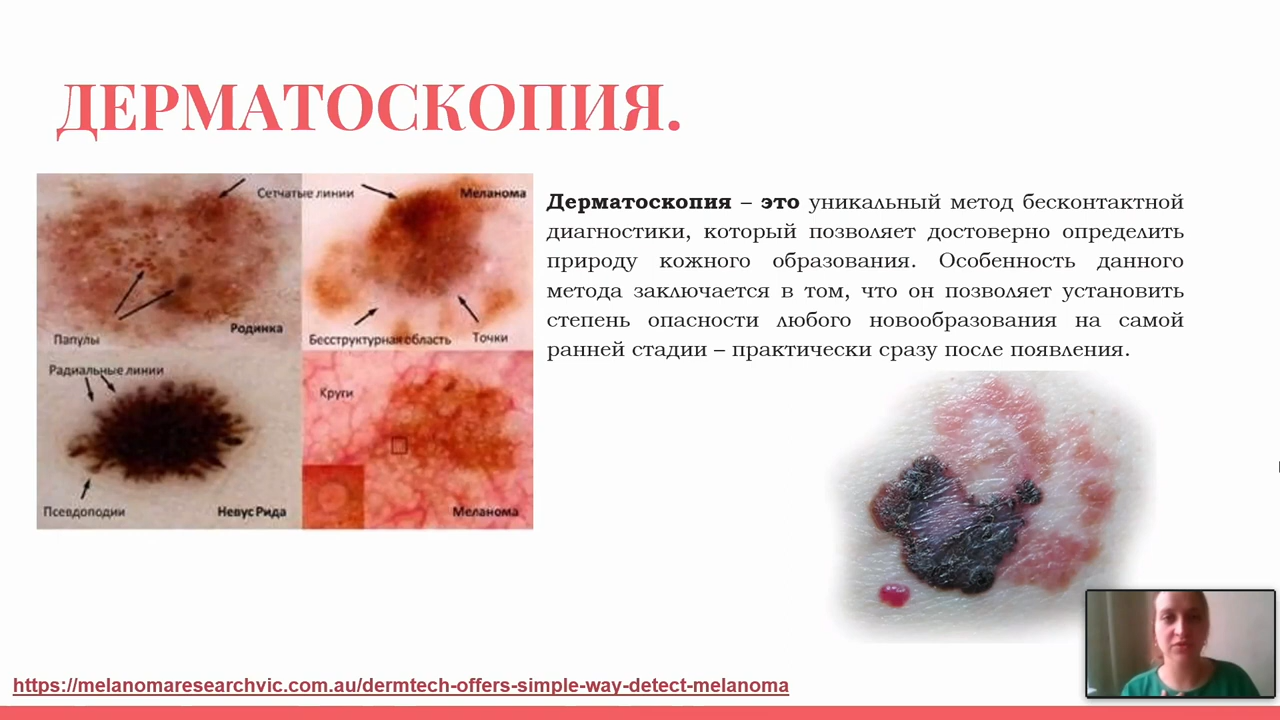 ДЕРМАТОСКОПИЯ.
Сетчатые линии
Меланома
Папулы
Родинка
Бесструктурная область
Точки
Радиальные линии
Круги
Псевдоподии
Невус Рида
Меланома
Дерматоскопия – это уникальный метод бесконтактной
диагностики, который позволяет достоверно определить
природу кожного образования. Особенность данного
метода заключается в том, что он позволяет установить
степень опасности любого новообразования на самой
ранней стадии – практически сразу после появления.
https://melanomaresearchvic.com.au/dermtech-offers-simple-way-detect-melanoma